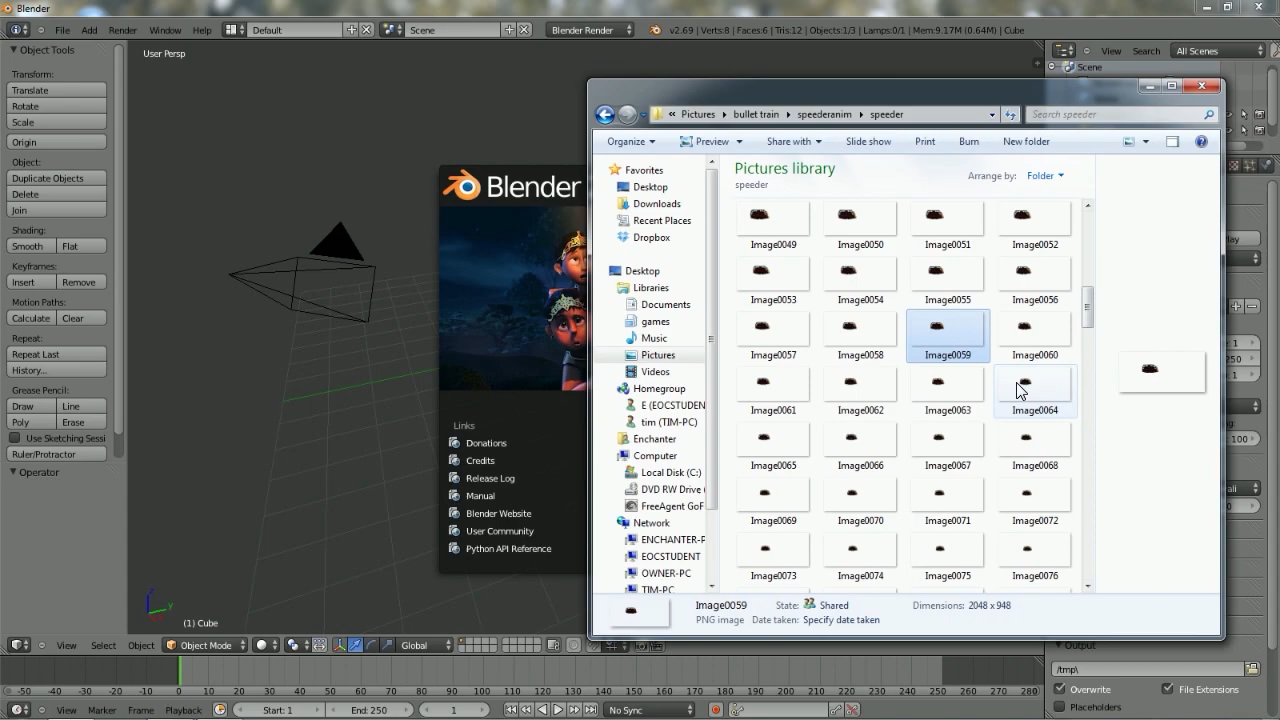 Blender
File Add Render Window Help Default Scene Blender Render v2.69 | Verts:8 | Faces:6 | Tris:12 | Objects:1/3 | Lamps:0/1 | Mem:9.17M (0.64M) | Cube
Object Tools
Transform:
Translate
Rotate
Scale
Origin
Object:
Duplicate Objects
Delete
Join
Shading:
Smooth Flat
Keyframes:
Insert Remove
Motion Paths:
Calculate Clear
Repeat:
Repeat Last
History...
Grease Pencil:
Draw Line
Poly Erase
Use Sketching Sessi
Ruler/Protractor
Operator
User Persp
(1) Cube
Blender
Links
Donations
Credits
Release Log
Manual
Blender Website
User Community
Python API Reference
View Search All Scenes
Scene
« Pictures bullet train speederanim speeder Search speeder
Organize Preview Share with Slide show Print Burn New folder
Favorites
Desktop
Downloads
Recent Places
Dropbox
Desktop
Libraries
Documents
games
Music
Pictures
Videos
Homegroup
E (EOCSTUDEN
tim (TIM-PC)
Enchanter
Computer
Local Disk (C:)
DVD RW Drive (
FreeAgent GoF
Network
ENCHANTER-P
EOCSTUDENT
OWNER-PC
TIM-PC
Pictures library
speeder
Arrange by: Folder
Image0049 Image0050 Image0051 Image0052
Image0053 Image0054 Image0055 Image0056
Image0057 Image0058 Image0059 Image0060
Image0061 Image0062 Image0063 Image0064
Image0065 Image0066 Image0067 Image0068
Image0069 Image0070 Image0071 Image0072
Image0073 Image0074 Image0075 Image0076
Image0059 State: Shared Dimensions: 2048 x 948
PNG image Date taken: Specify date taken
View Select Object Object Mode Global
Output
/tmp\
Overwrite File Extensions
Placeholders
-50 -40 -30 -20 -10 0 10 20 30 40 50 60 70 80 90 100 110 120 130 140 150 160 170 180 190 200 210 220 230 240 250 260 270 280
View Marker Frame Playback Start: 1 End: 250 1 No Sync